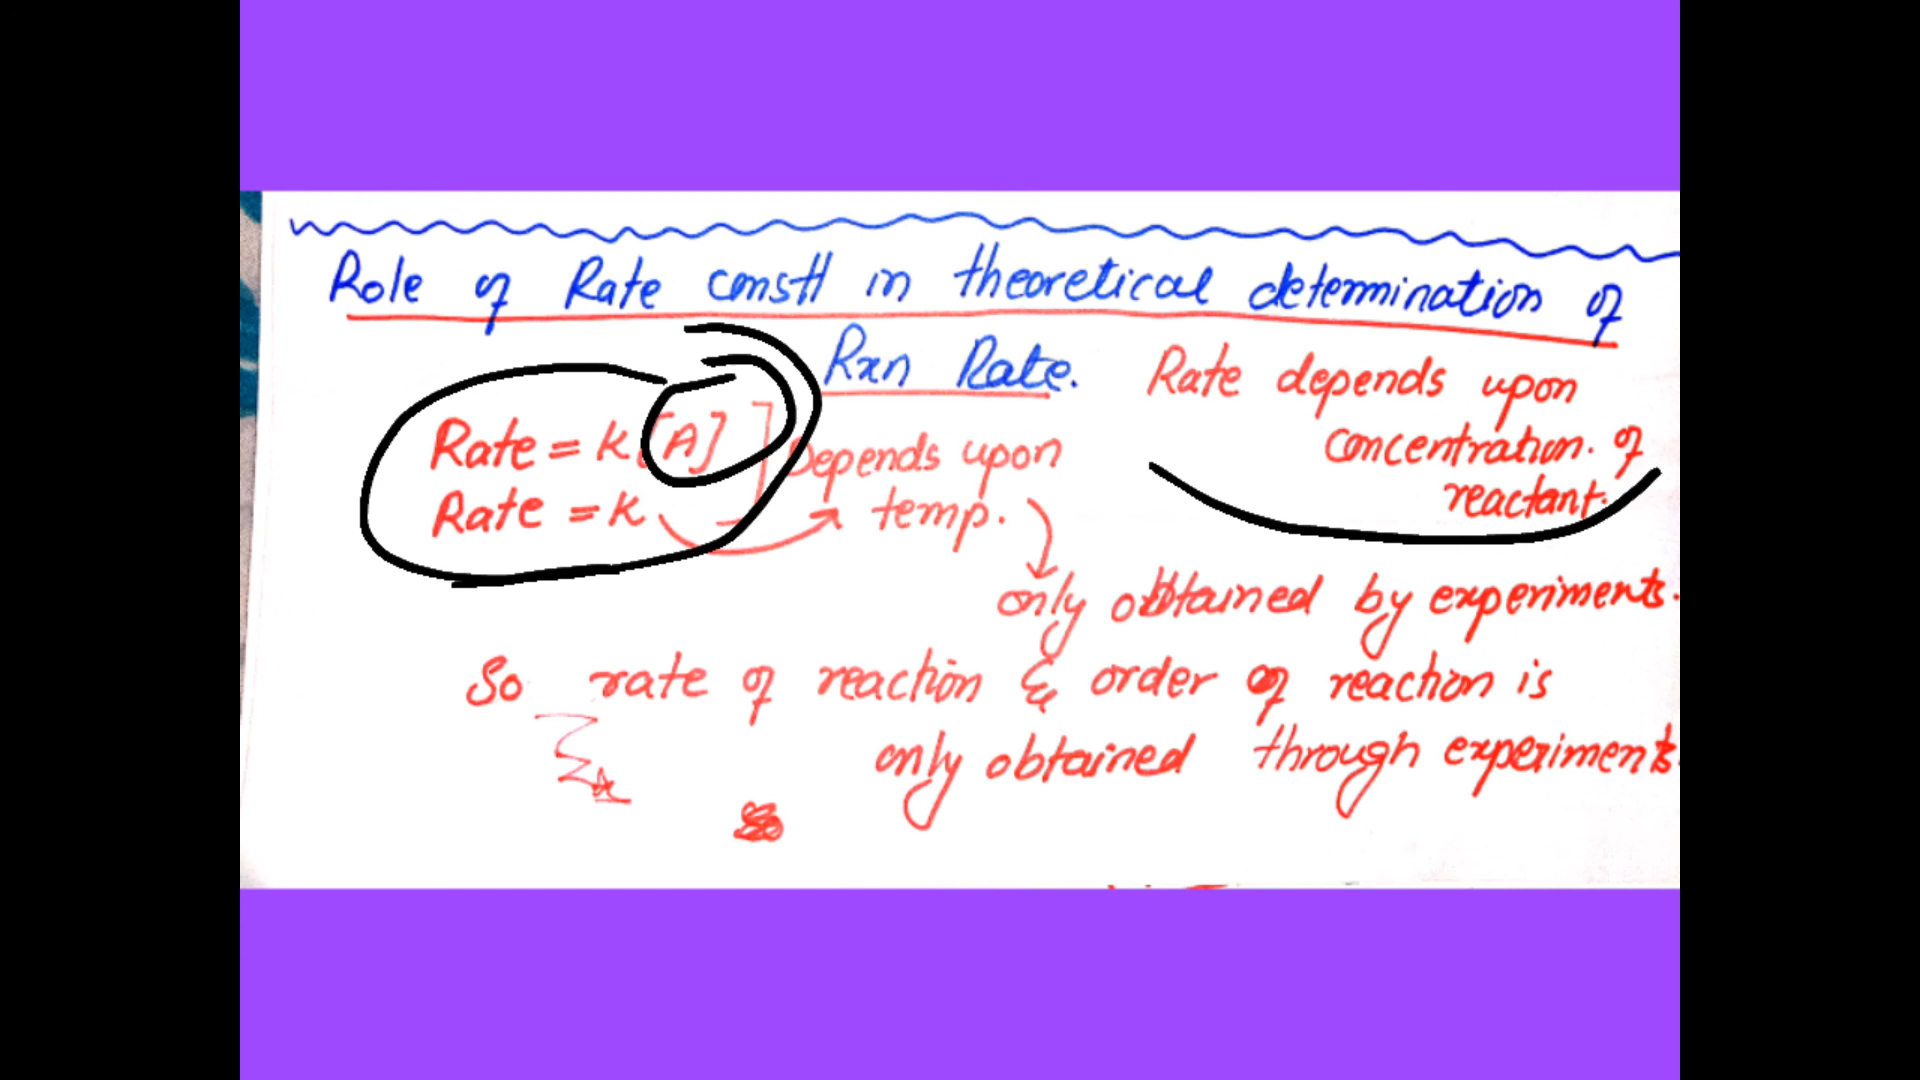 Role of Rate constt in theoretical determination of
Rxn Rate.
Rate depends upon
concentration. of
reactant.
Rate = k[A]
Rate = k
Depends upon
temp.
only obtained by experiments.
So rate of reaction & order of reaction is
only obtained through experiments